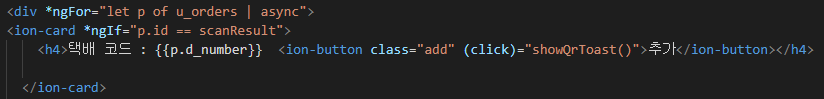 <div *ngFor="let p of u_orders | async">
<ion-card *ngIf="p.id == scanResult">
<h4>택배 코드 : {{p.d_number}}  <ion-button class="add" (click)="showQrToast()">추가</ion-button></h4>
</ion-card>